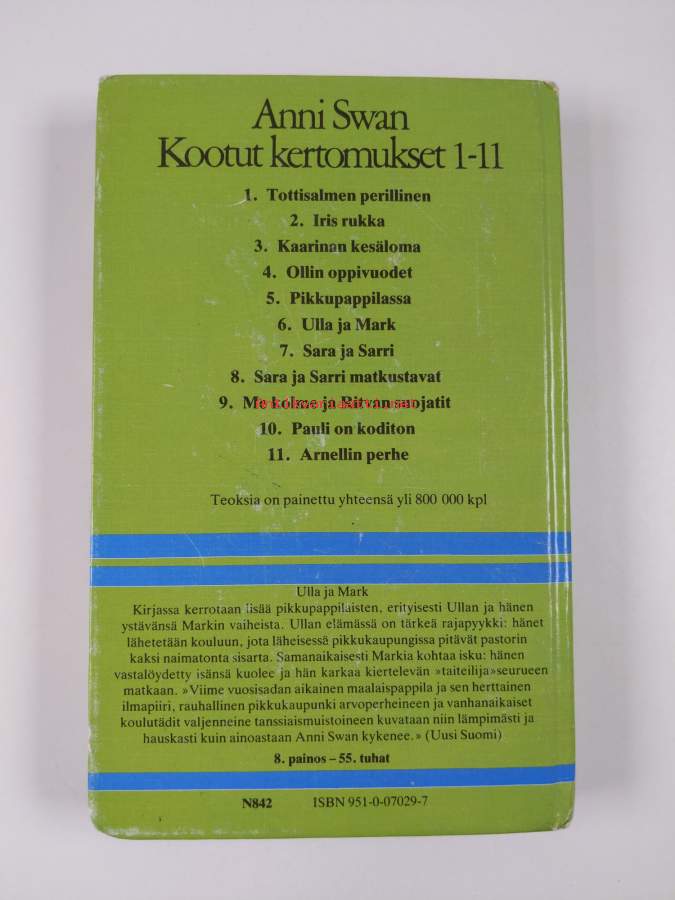 Anni Swan
Kootut kertomukset 1-11
1. Tottisalmen perillinen
2. Iris rukka
3. Kaarinan kesäloma
4. Ollin oppivuodet
5. Pikkupappilassa
6. Ulla ja Mark
7. Sara ja Sarri
8. Sara ja Sarri matkustavat
9. Me kolme ja Ritvan suojatit
10. Pauli on koditon
11. Arnellin perhe
Teoksia on painettu yhteensä yli 800 000 kpl
Ulla ja Mark
Kirjassa kerrotaan lisää pikkupappilaisten, erityisesti Ullan ja hänen
ystävänsä Markin vaiheista. Ullan elämässä on tärkeä rajapyykki: hänet
lähetetään kouluun, jota läheisessä pikkukaupungissa pitävät pastorin
kaksi naimatonta sisarta. Samanaikaisesti Markia kohtaa isku: hänen
vastalöydetty isänsä kuolee ja hän karkaa kiertelevän »taiteilija»seurueen
matkaan. »Viime vuosisadan aikainen maalaispappila ja sen herttainen
ilmapiiri, rauhallinen pikkukaupunki arvoperheineen ja vanhanaikaiset
koulutädit valjenneine tanssiaismuistoineen kuvataan niin lämpimästi ja
hauskasti kuin ainoastaan Anni Swan kykenee.» (Uusi Suomi)
8. painos – 55. tuhat
N842 ISBN 951-0-07029-7